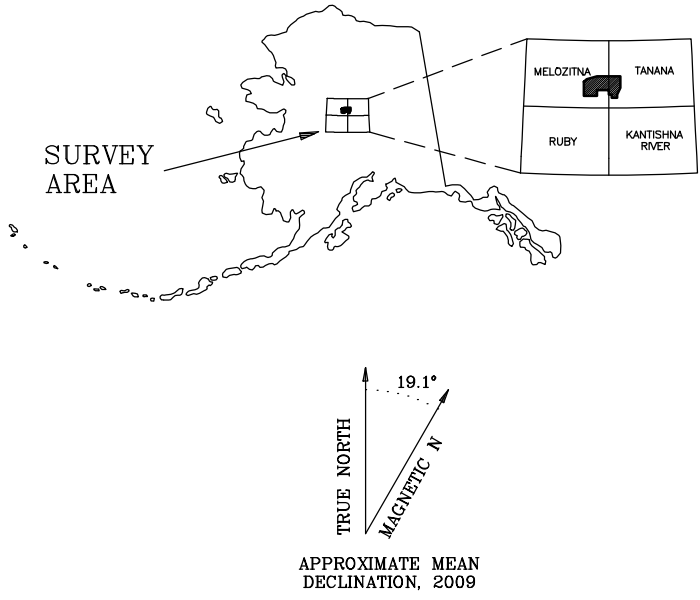 MELOZITNA
TANANA
RUBY
KANTISHNA
RIVER
SURVEY
AREA
19.1°
TRUE NORTH
MAGNETIC N
APPROXIMATE MEAN
DECLINATION, 2009